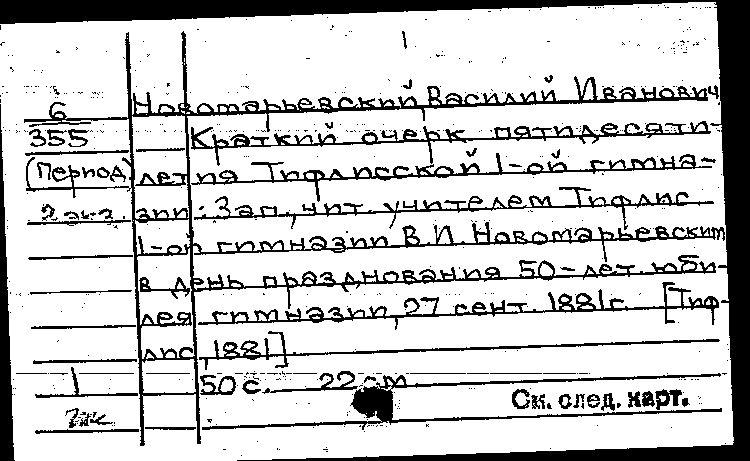 6 Новомарьевский, Василий Иванович
355 Краткий очерк пятидесяти-
(Период) летия Тифлисской 1-ой гимна-
2 экз. зии: Зап., чит. учителем Тифлис.
1-ой гимназии В.И. Новомарьевским
в день празднования 50-лет. юби-
лея гимназии, 27 сент. 1881 г. [Тиф-
лис, 1881].
1 50 с. 22 см
См. след. карт.